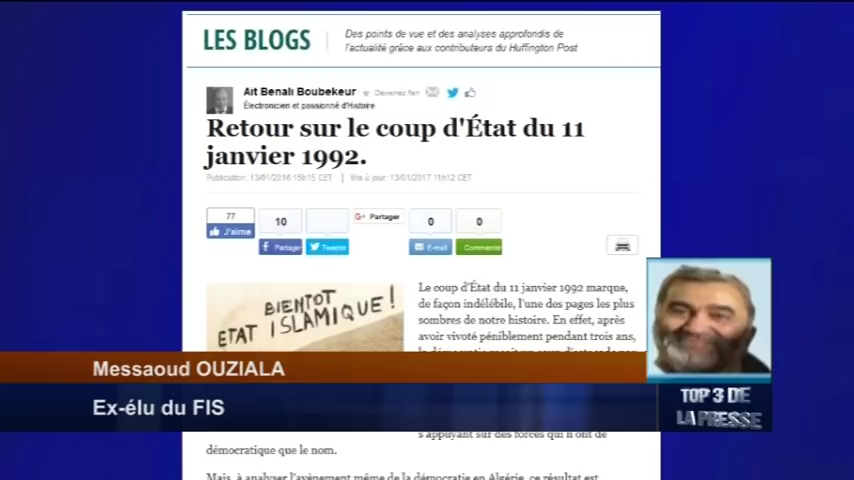 LES BLOGS
Des points de vue et des analyses approfondis de
l'actualité grâce aux contributeurs du Huffington Post
Aït Benali Boubekeur
Devenez fan
Électronicien et passionné d'Histoire
Retour sur le coup d'État du 11
janvier 1992.
Publication: 13/01/2016 15h15 CET | Mis à jour: 13/01/2017 11h12 CET
77
J'aime
10
Partager
Tweeter
G+ Partager
0
E-mail
0
Commenter
BIENTOT
ETAT ISLAMIQUE!
Le coup d'État du 11 janvier 1992 marque,
de façon indélébile, l'une des pages les plus
sombres de notre histoire. En effet, après
avoir vivoté péniblement pendant trois ans,
Messaoud OUZIALA
Ex-élu du FIS
TOP 3 DE
LA PRESSE
s'appuyant sur des forces qui n'ont de
démocratique que le nom.
Mais, à analyser l'avènement même de la démocratie en Algérie, ce résultat est